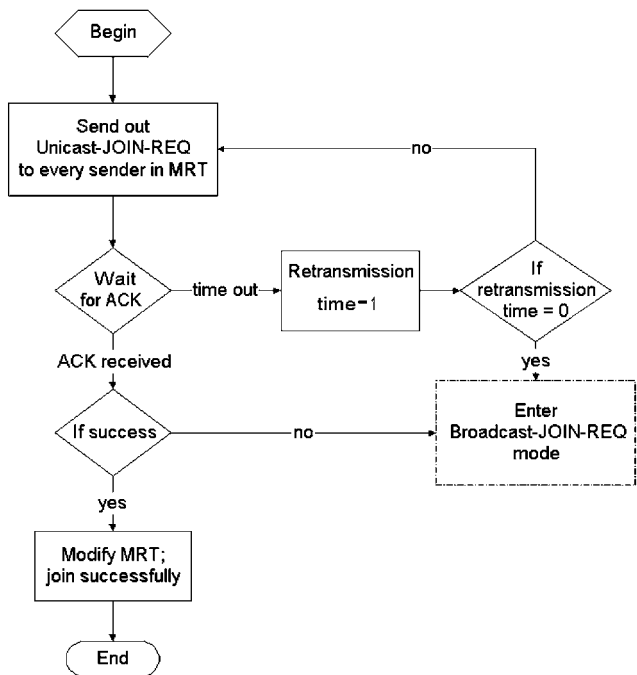 Begin
Send out
Unicast-JOIN-REQ
to every sender in MRT
no
Wait
for ACK
time out
Retransmission
time-1
If
retransmission
time = 0
ACK received
yes
If success
no
Enter
Broadcast-JOIN-REQ
mode
yes
Modify MRT;
join successfully
End